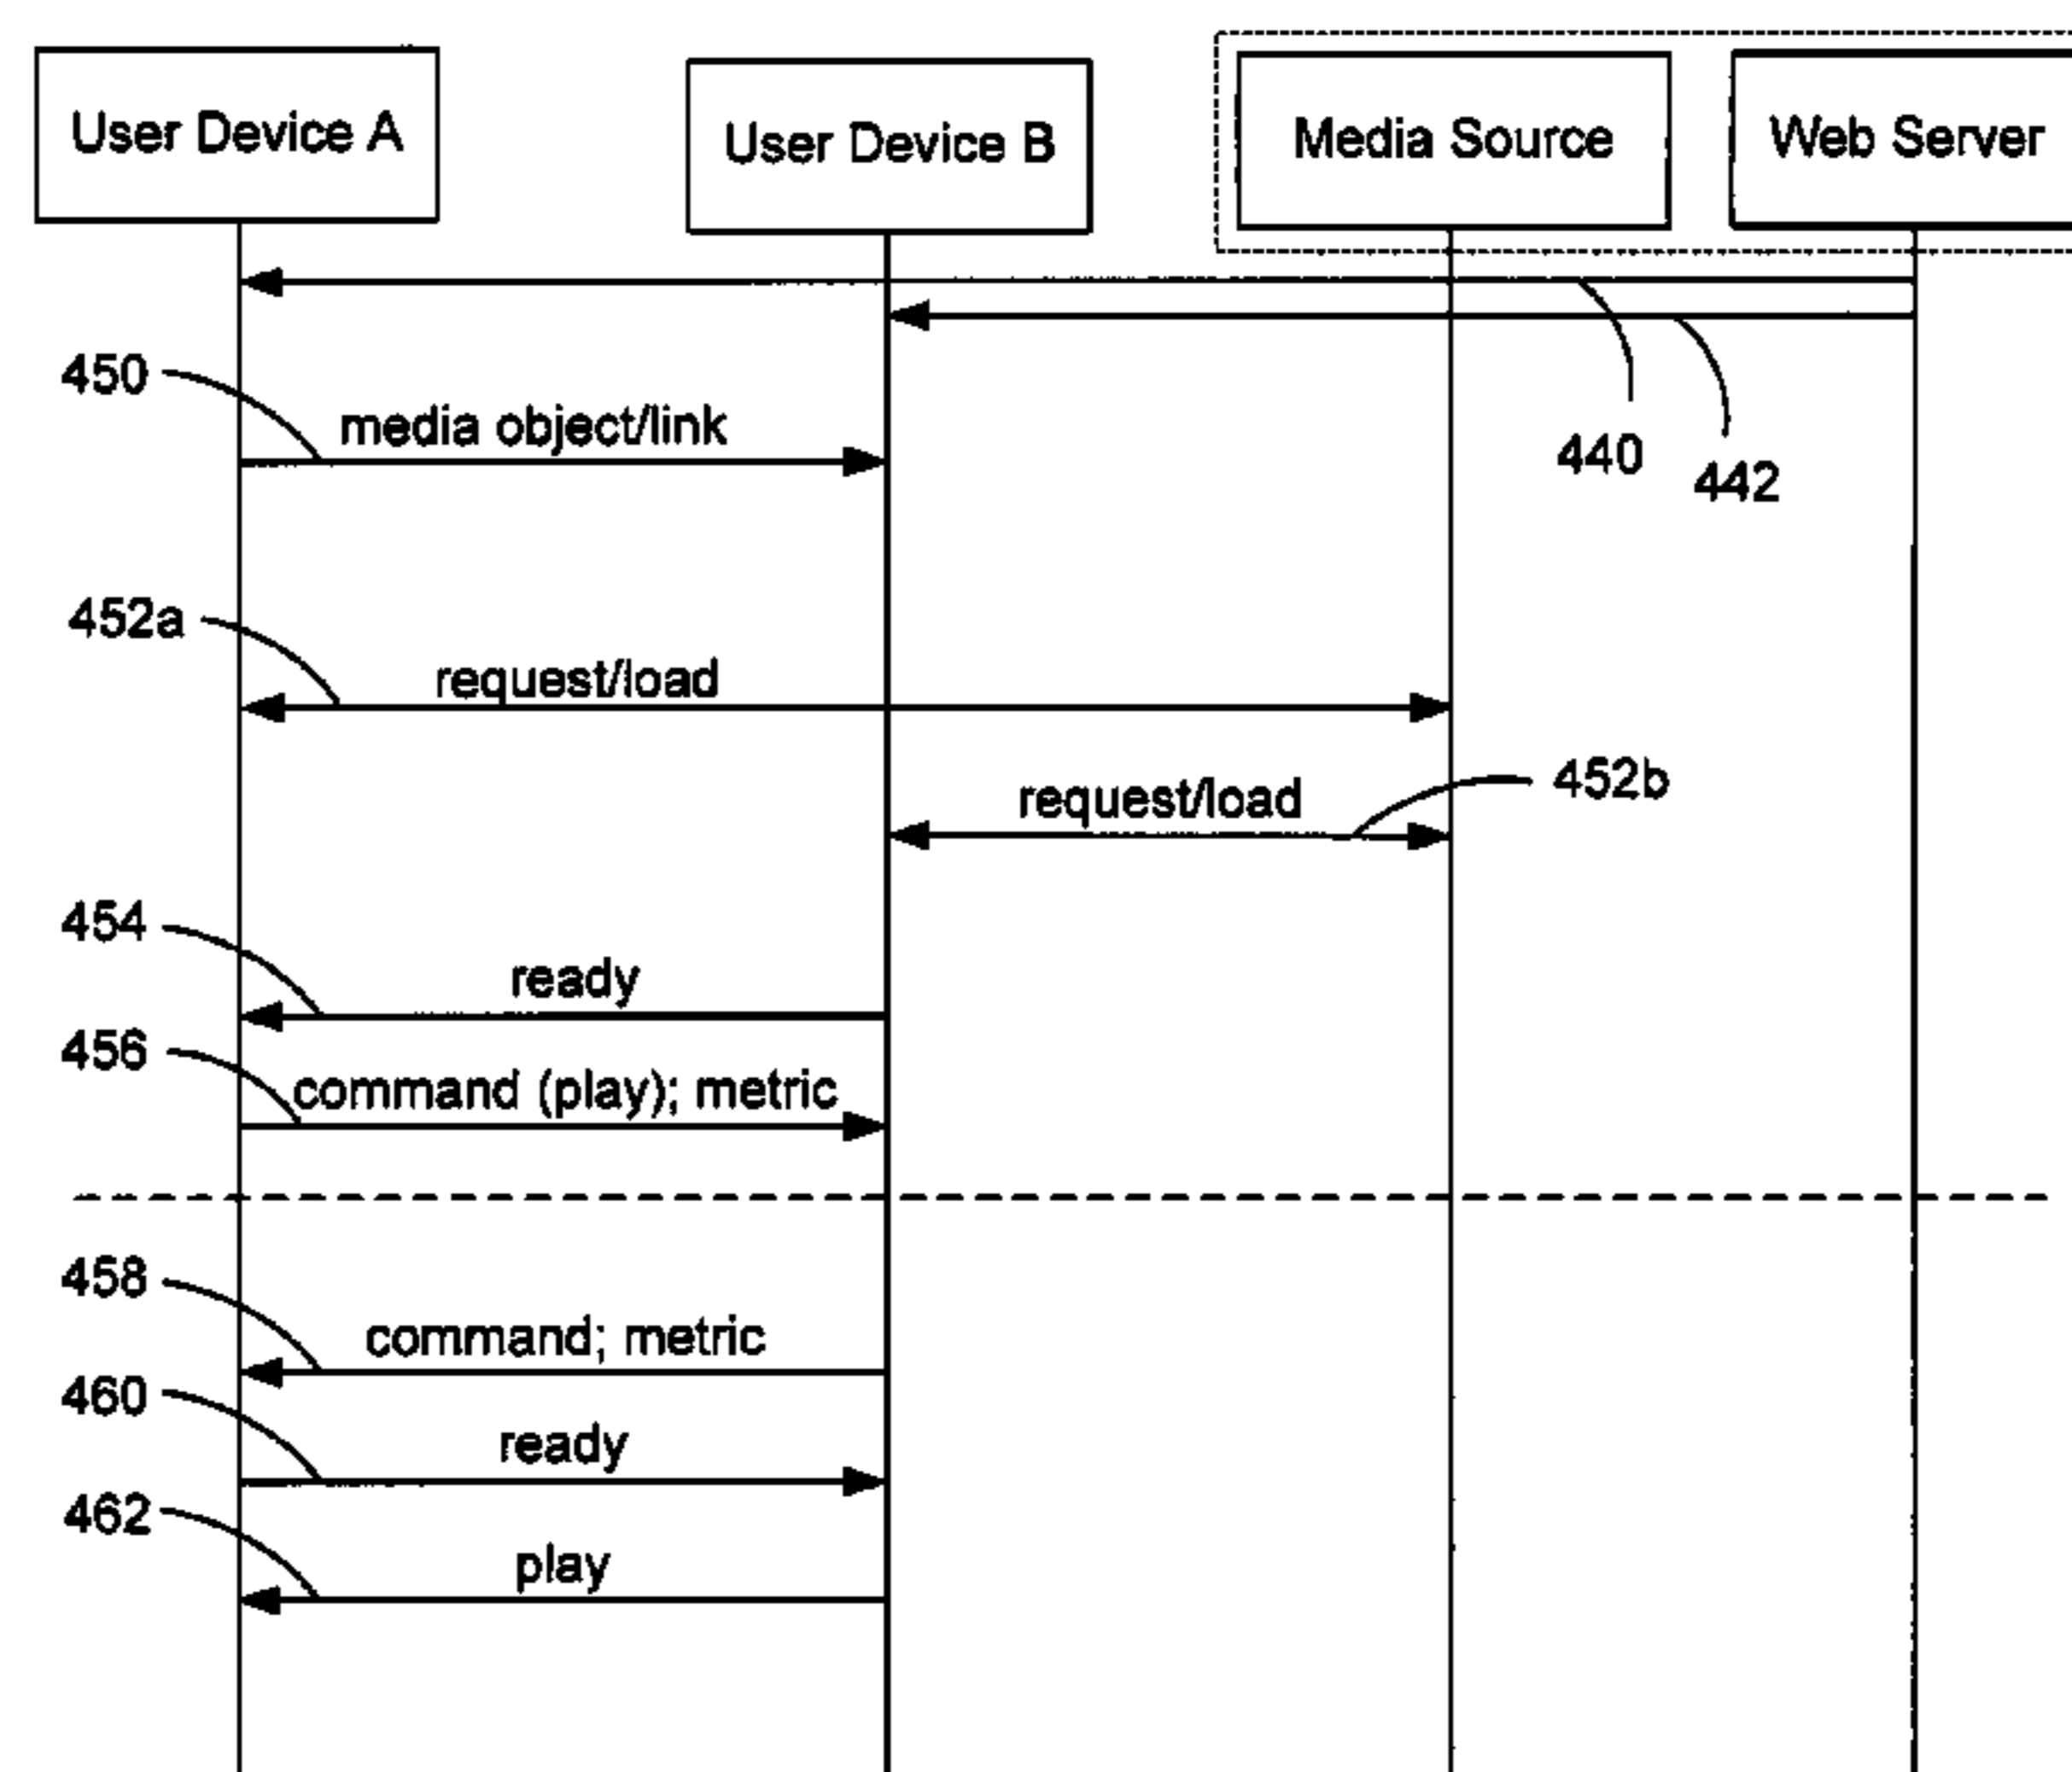 User Device A
User Device B
Media Source
Web Server
450
media object/link
440
442
452a
request/load
request/load
452b
454
ready
456
command (play); metric
458
command; metric
460
ready
462
play